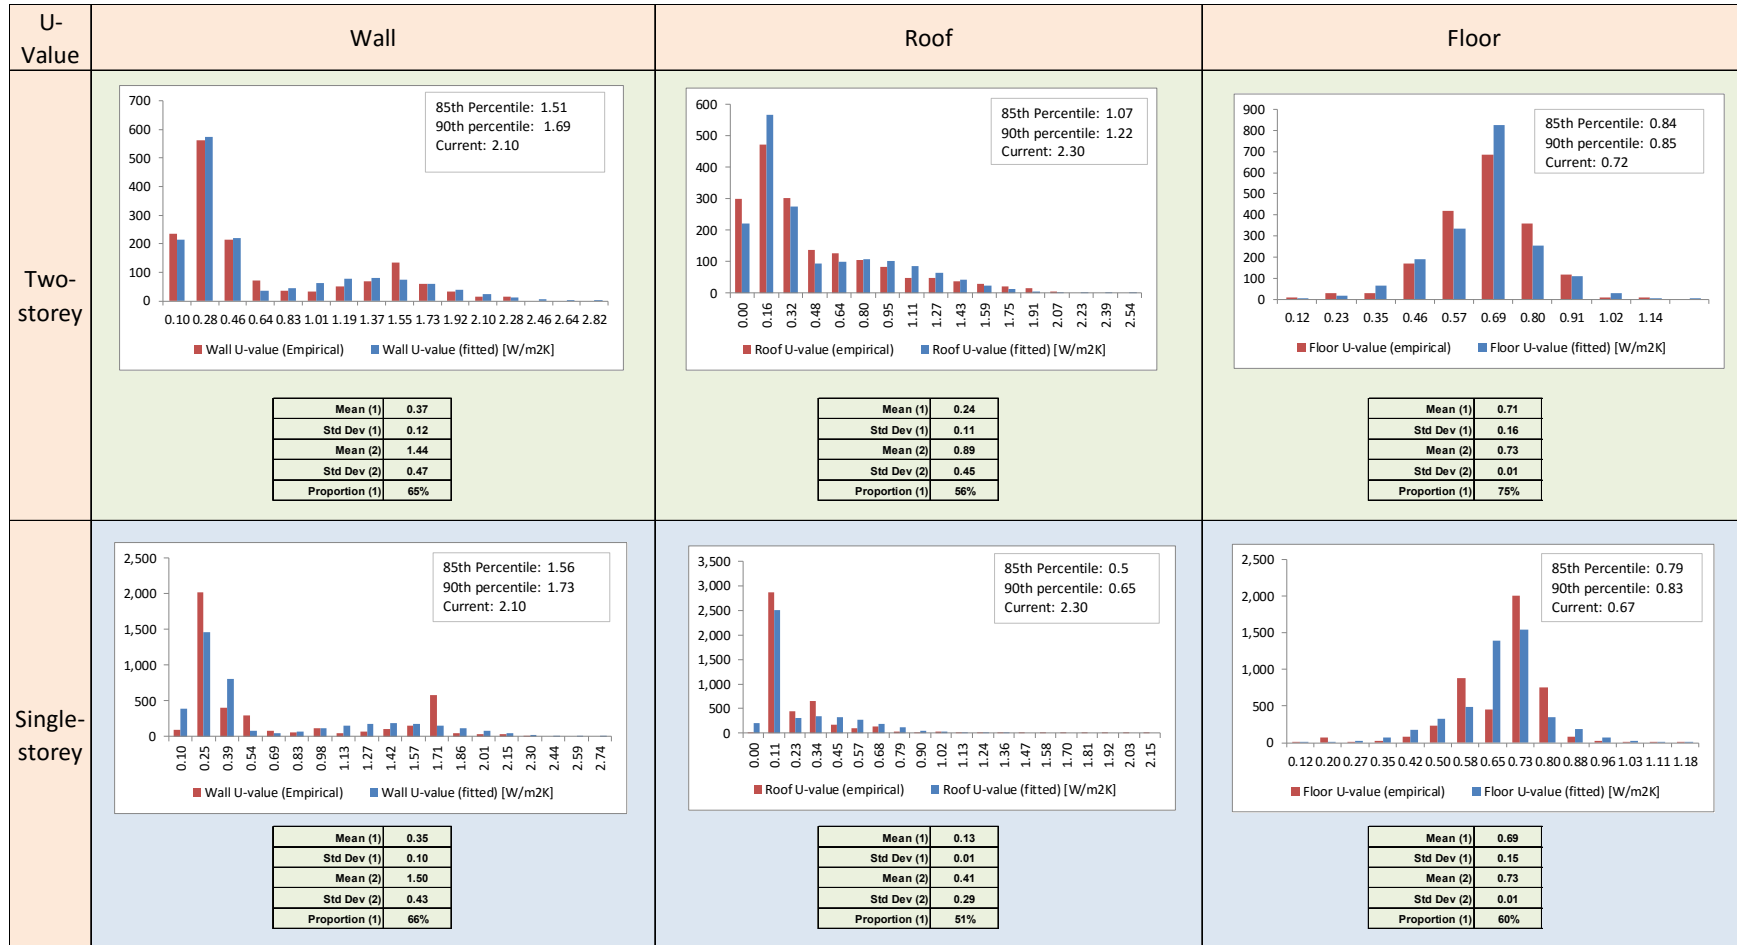 U-
Value
Wall
Roof
Floor
Two-
storey
700
600
500
400
300
200
100
0
85th Percentile: 1.51
90th percentile: 1.69
Current: 2.10
0.10 0.28 0.46 0.64 0.83 1.01 1.19 1.37 1.55 1.73 1.92 2.10 2.28 2.46 2.64 2.82
Wall U-value (Empirical) Wall U-value (fitted) [W/m2K]
Mean (1) 0.37
Std Dev (1) 0.12
Mean (2) 1.44
Std Dev (2) 0.47
Proportion (1) 65%
600
500
400
300
200
100
0
85th Percentile: 1.07
90th percentile: 1.22
Current: 2.30
0.00 0.16 0.32 0.48 0.64 0.80 0.95 1.11 1.27 1.43 1.59 1.75 1.91 2.07 2.23 2.39 2.54
Roof U-value (empirical) Roof U-value (fitted) [W/m2K]
Mean (1) 0.24
Std Dev (1) 0.11
Mean (2) 0.89
Std Dev (2) 0.45
Proportion (1) 56%
900
800
700
600
500
400
300
200
100
0
85th Percentile: 0.84
90th percentile: 0.85
Current: 0.72
0.12 0.23 0.35 0.46 0.57 0.69 0.80 0.91 1.02 1.14
Floor U-value (empirical) Floor U-value (fitted) [W/m2K]
Mean (1) 0.71
Std Dev (1) 0.16
Mean (2) 0.73
Std Dev (2) 0.01
Proportion (1) 75%
Single-
storey
2,500
2,000
1,500
1,000
500
0
85th Percentile: 1.56
90th percentile: 1.73
Current: 2.10
0.10 0.25 0.39 0.54 0.69 0.83 0.98 1.13 1.27 1.42 1.57 1.71 1.86 2.01 2.15 2.30 2.44 2.59 2.74
Wall U-value (Empirical) Wall U-value (fitted) [W/m2K]
Mean (1) 0.35
Std Dev (1) 0.10
Mean (2) 1.50
Std Dev (2) 0.43
Proportion (1) 66%
3,500
3,000
2,500
2,000
1,500
1,000
500
0
85th Percentile: 0.5
90th percentile: 0.65
Current: 2.30
0.00 0.11 0.23 0.34 0.45 0.57 0.68 0.79 0.90 1.02 1.13 1.24 1.36 1.47 1.58 1.70 1.81 1.92 2.03 2.15
Roof U-value (empirical) Roof U-value (fitted) [W/m2K]
Mean (1) 0.13
Std Dev (1) 0.01
Mean (2) 0.41
Std Dev (2) 0.29
Proportion (1) 51%
2,500
2,000
1,500
1,000
500
0
85th Percentile: 0.79
90th percentile: 0.83
Current: 0.67
0.12 0.20 0.27 0.35 0.42 0.50 0.58 0.65 0.73 0.80 0.88 0.96 1.03 1.11 1.18
Floor U-value (empirical) Floor U-value (fitted) [W/m2K]
Mean (1) 0.69
Std Dev (1) 0.15
Mean (2) 0.73
Std Dev (2) 0.01
Proportion (1) 60%